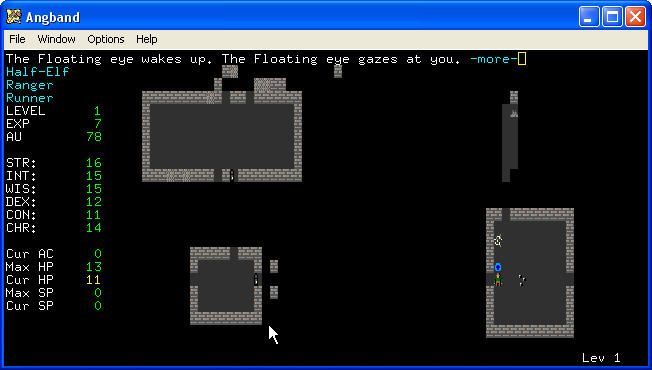 Angband
File Window Options Help
The Floating eye wakes up. The Floating eye gazes at you. -more-
Half-Elf
Ranger
Runner
LEVEL 1
EXP 7
AU 78
STR: 16
INT: 15
WIS: 15
DEX: 12
CON: 11
CHR: 14
Cur AC 0
Max HP 13
Cur HP 11
Max SP 0
Cur SP 0
Lev 1